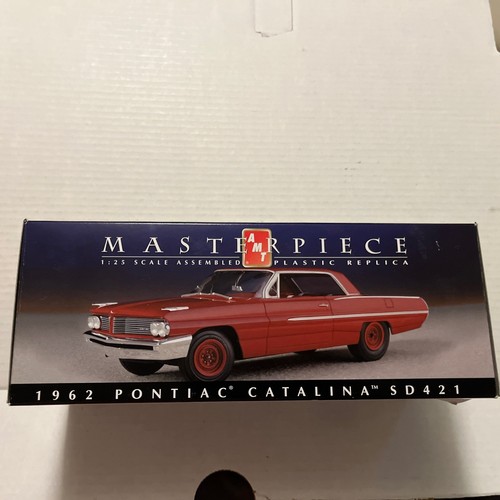 MASTERPIECE
AMT
1:25 SCALE ASSEMBLED PLASTIC REPLICA
1962 PONTIAC® CATALINA™ SD421